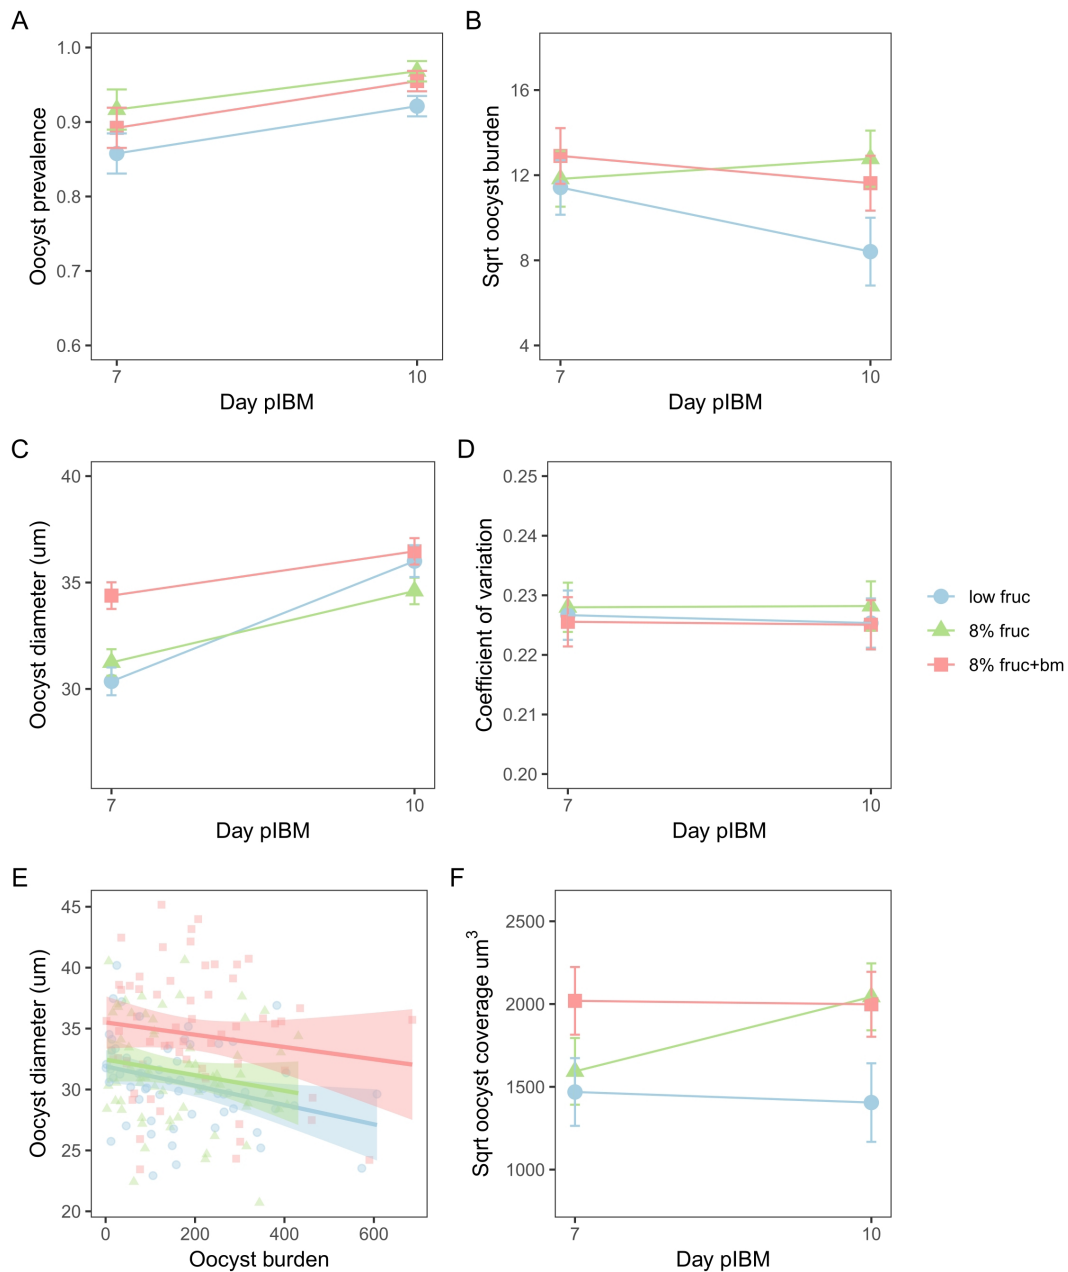 A
Oocyst prevalence
1.0
0.9
0.8
0.7
0.6
7
10
Day pIBM
B
Sqrt oocyst burden
16
12
8
4
7
10
Day pIBM
C
Oocyst diameter (um)
40
35
30
7
10
Day pIBM
D
Coefficient of variation
0.25
0.24
0.23
0.22
0.21
0.20
7
10
Day pIBM
low fruc
8% fruc
8% fruc+bm
E
Oocyst diameter (um)
45
40
35
30
25
20
0
200
400
600
Oocyst burden
F
Sqrt oocyst coverage um³
2500
2000
1500
1000
7
10
Day pIBM